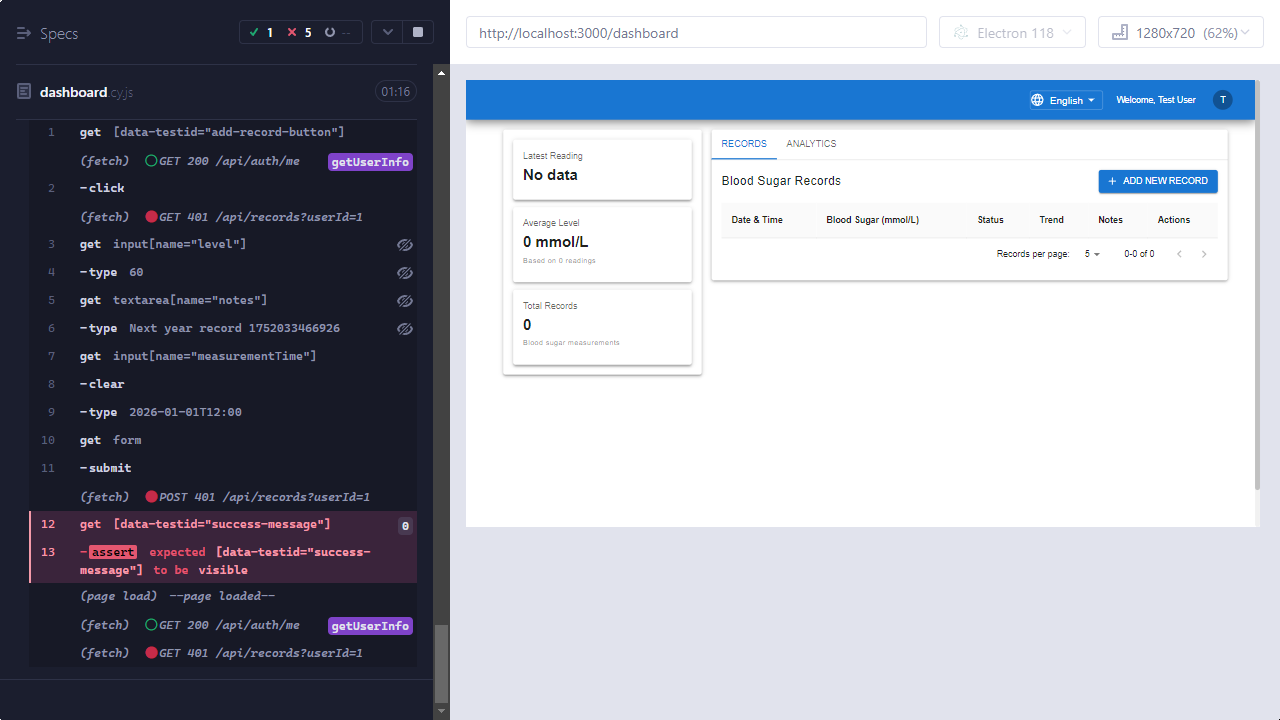 Specs
1
5
--
dashboard.cy.js
01:16
1 get [data-testid="add-record-button"]
(fetch) GET 200 /api/auth/me getUserInfo
2 -click
(fetch) GET 401 /api/records?userId=1
3 get input[name="level"]
4 -type 60
5 get textarea[name="notes"]
6 -type Next year record 1752033466926
7 get input[name="measurementTime"]
8 -clear
9 -type 2026-01-01T12:00
10 get form
11 -submit
(fetch) POST 401 /api/records?userId=1
12 get [data-testid="success-message"] 0
13 -assert expected [data-testid="success-
message"] to be visible
(page load) --page loaded--
(fetch) GET 200 /api/auth/me getUserInfo
(fetch) GET 401 /api/records?userId=1
http://localhost:3000/dashboard
Electron 118
1280x720 (62%)
English
Welcome, Test User
T
Latest Reading
No data
Average Level
0 mmol/L
Based on 0 readings
Total Records
0
Blood sugar measurements
RECORDS ANALYTICS
Blood Sugar Records
+ ADD NEW RECORD
Date & Time Blood Sugar (mmol/L) Status Trend Notes Actions
Records per page: 5 0-0 of 0